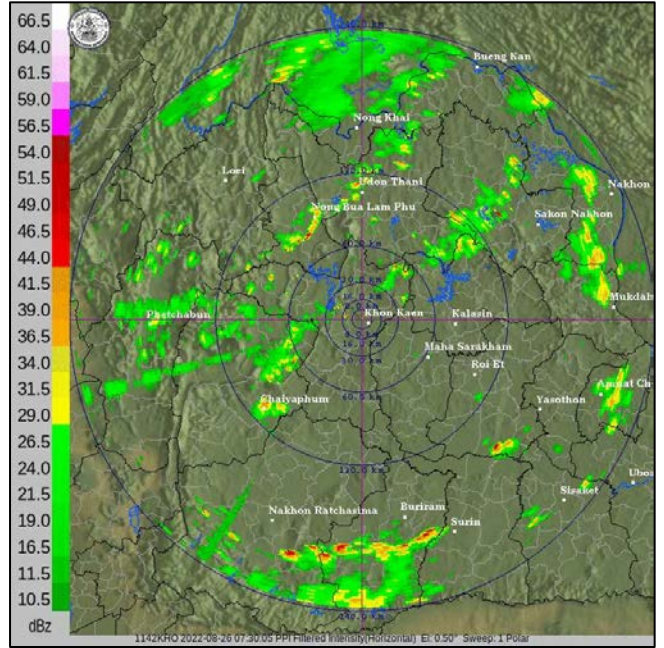 66.5
64.0
61.5
59.0
56.5
54.0
51.5
49.0
46.5
44.0
41.5
39.0
36.5
34.0
31.5
29.0
26.5
24.0
21.5
19.0
16.5
14.0
11.5
10.5
dBz
Bueng Kan
Nong Khai
Loei
Udon Thani
Nakhon
Nong Bua Lam Phu
Sakon Nakhon
Mukdah
Phetchabun
Khon Kaen
Kalasin
Maha Sarakham
Roi Et
Amnat Ch
Chaiyaphum
Yasothon
Ubo
Sisaket
Nakhon Ratchasima
Buriram
Surin
1142KHO 2022-08-26 07:30:05 PPI Filtered Intensity(Horizontal) El: 0.50° Sweep: 1 Polar